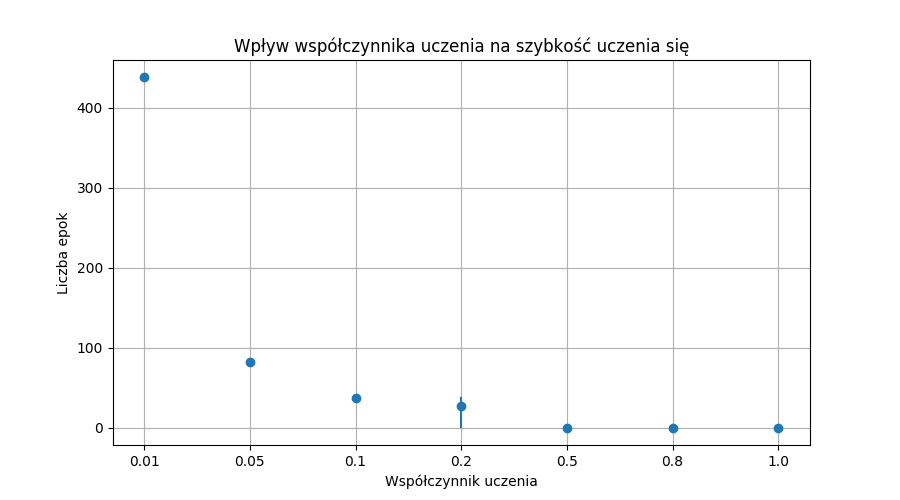 Wpływ współczynnika uczenia na szybkość uczenia się
Liczba epok
400
300
200
100
0
0.01 0.05 0.1 0.2 0.5 0.8 1.0
Współczynnik uczenia